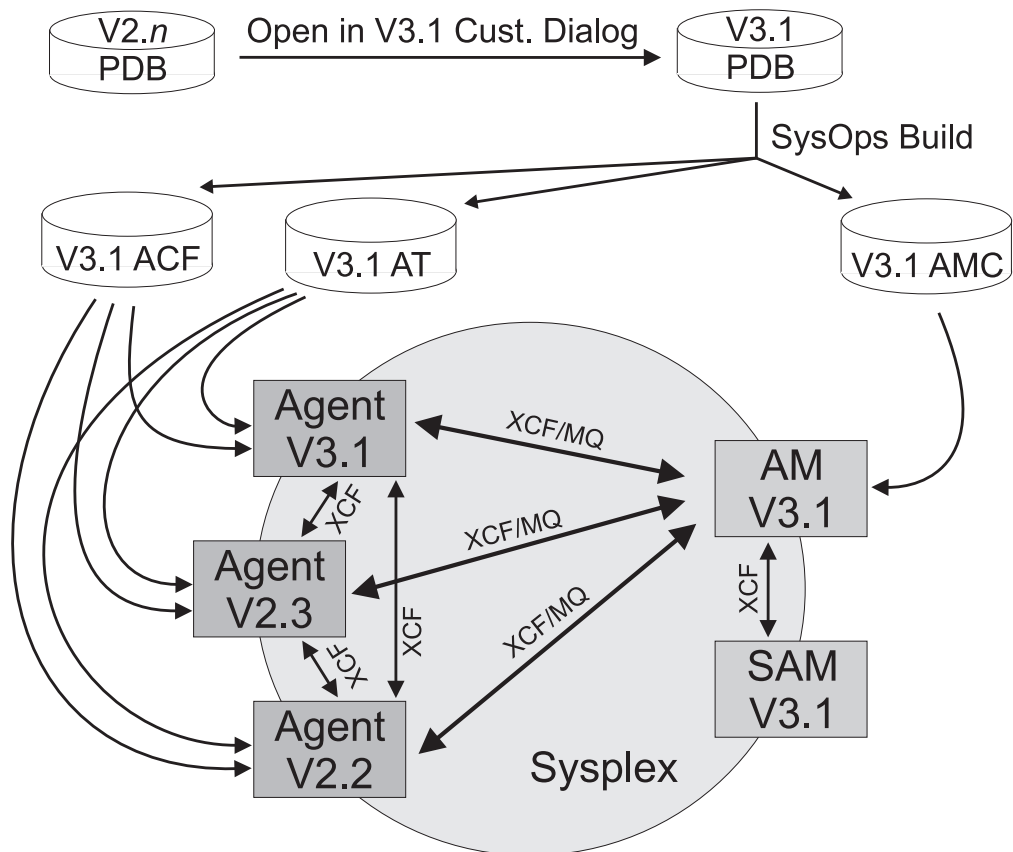 V2.n
PDB
Open in V3.1 Cust. Dialog
V3.1
PDB
SysOps Build
V3.1 ACF
V3.1 AT
V3.1 AMC
Agent
V3.1
XCF/MQ
AM
V3.1
XCF
XCF/MQ
Agent
V2.3
XCF
XCF/MQ
XCF
XCF
SAM
V3.1
Agent
V2.2
Sysplex